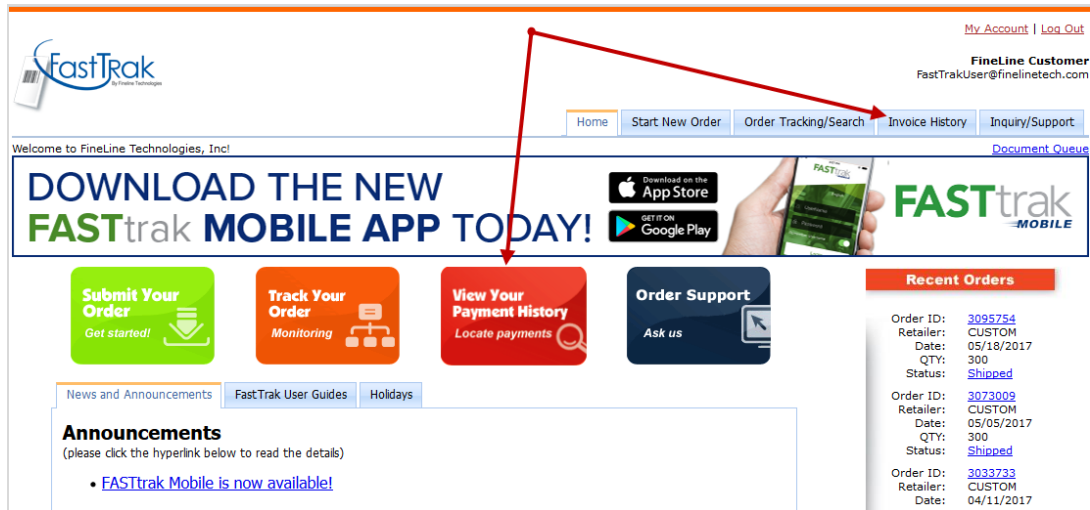 My Account | Log Out
FastTrak
By Fineline Technologies
FineLine Customer
FastTrakUser@finelinetech.com
Home Start New Order Order Tracking/Search Invoice History Inquiry/Support
Welcome to FineLine Technologies, Inc!
Document Queue
DOWNLOAD THE NEW
FASTtrak MOBILE APP TODAY!
Download on the
App Store
GET IT ON
Google Play
FASTtrak
Username
Password
FASTtrak
MOBILE
Submit Your
Order
Get started!
Track Your
Order
Monitoring
View Your
Payment History
Locate payments
Order Support
Ask us
News and Announcements FastTrak User Guides Holidays
Announcements
(please click the hyperlink below to read the details)
• FASTtrak Mobile is now available!
Recent Orders
Order ID: 3095754
Retailer: CUSTOM
Date: 05/18/2017
QTY: 300
Status: Shipped
Order ID: 3073009
Retailer: CUSTOM
Date: 05/05/2017
QTY: 300
Status: Shipped
Order ID: 3033733
Retailer: CUSTOM
Date: 04/11/2017